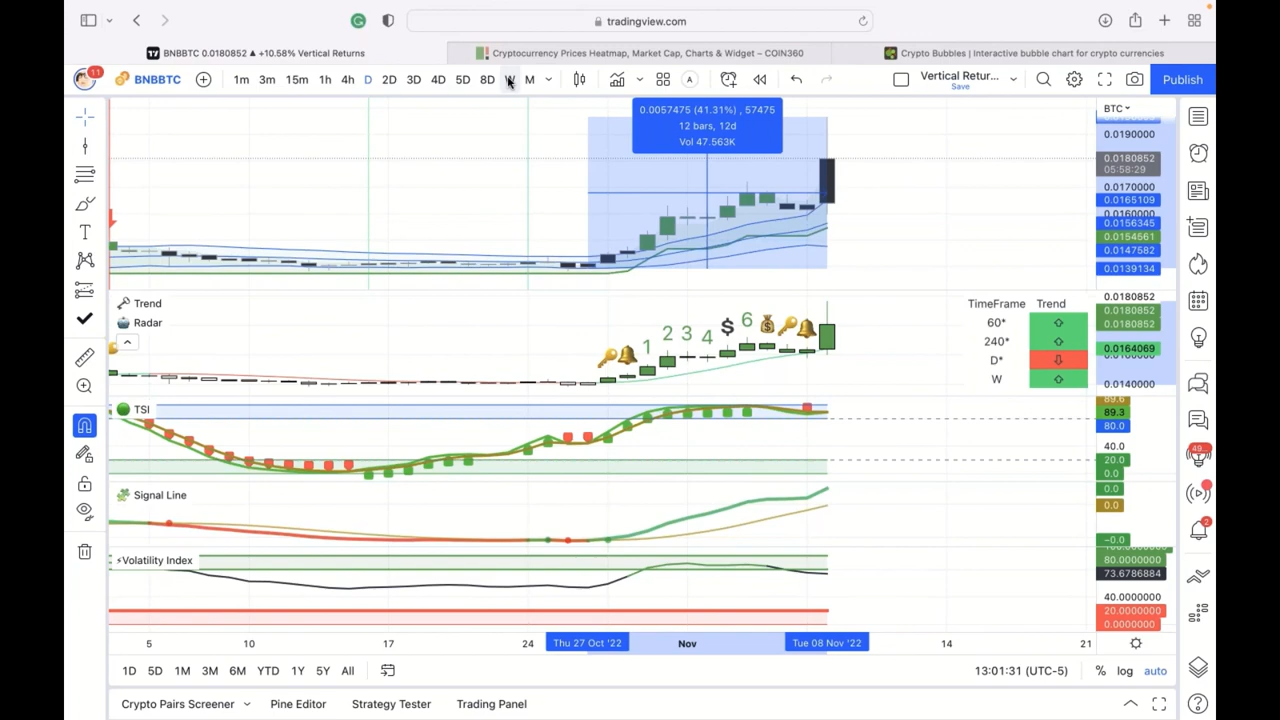 tradingview.com
BNBBTC 0.0180852 ▲ +10.58% Vertical Returns
Cryptocurrency Prices Heatmap, Market Cap, Charts & Widget – COIN360
Crypto Bubbles | Interactive bubble chart for crypto currencies
11
BNBBTC
1m 3m 15m 1h 4h D 2D 3D 4D 5D 8D W M
A
Vertical Retur...
Save
Publish
BTC
0.0057475 (41.31%) , 57475
12 bars, 12d
Vol 47.563K
0.0190000
0.0180852
05:58:29
0.0170000
0.0165109
0.0160000
0.0156345
0.0154561
0.0147582
0.0139134
Trend
Radar
1 2 3 4 $ 6
TimeFrame Trend
60*
240*
D*
W
0.0180852
0.0180852
0.0180852
0.0164069
0.0140000
TSI
89.6
89.3
80.0
40.0
20.0
0.0
Signal Line
0.0
0.0
−0.0
⚡Volatility Index
80.0000000
73.6786884
40.0000000
20.0000000
0.0000000
49
2
5 10 17 24 Thu 27 Oct '22 Nov Tue 08 Nov '22 14 21
1D 5D 1M 3M 6M YTD 1Y 5Y All
13:01:31 (UTC-5) % log auto
Crypto Pairs Screener Pine Editor Strategy Tester Trading Panel